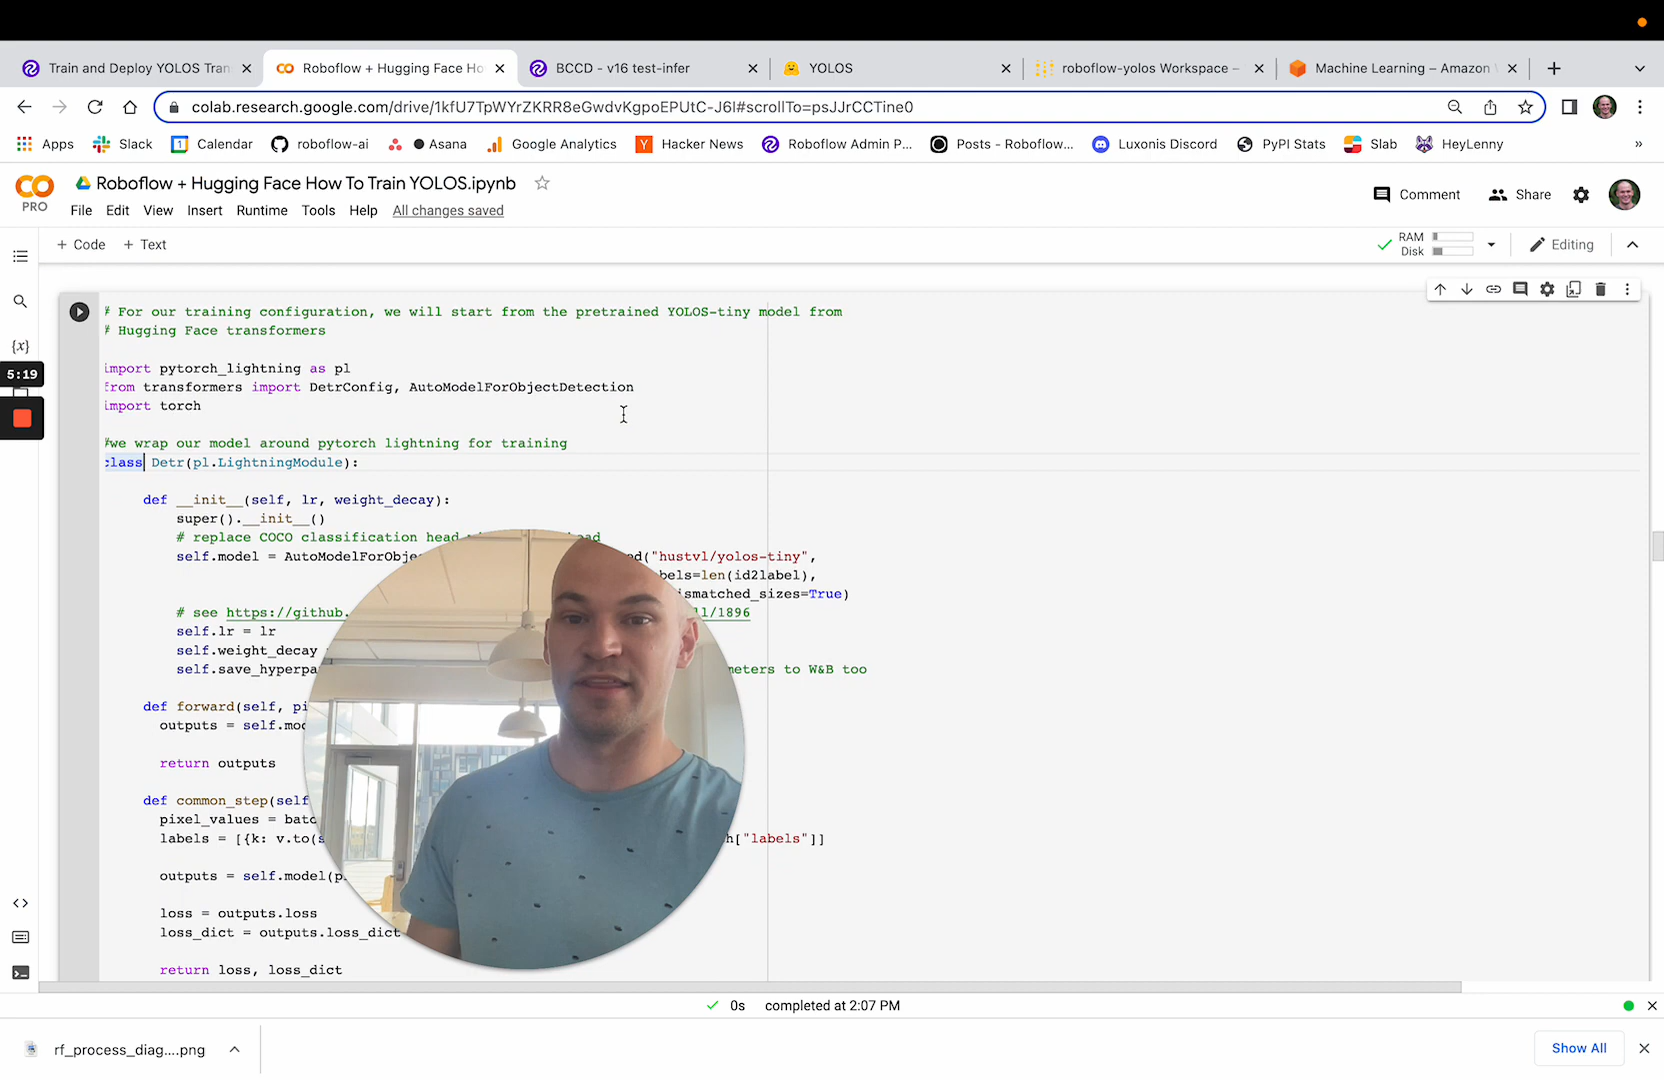 Train and Deploy YOLOS Tran
Roboflow + Hugging Face Ho
BCCD - v16 test-infer
YOLOS
roboflow-yolos Workspace –
Machine Learning – Amazon
colab.research.google.com/drive/1kfU7TpWYrZKRR8eGwdvKgpoEPUtC-J6I#scrollTo=psJJrCCTine0
Apps
Slack
Calendar
roboflow-ai
Asana
Google Analytics
Hacker News
Roboflow Admin P...
Posts - Roboflow...
Luxonis Discord
PyPI Stats
Slab
HeyLenny
»
PRO
Roboflow + Hugging Face How To Train YOLOS.ipynb
Comment
Share
File Edit View Insert Runtime Tools Help All changes saved
+ Code + Text
RAM
Disk
Editing
# For our training configuration, we will start from the pretrained YOLOS-tiny model from
# Hugging Face transformers
{x}
5:19
import pytorch_lightning as pl
from transformers import DetrConfig, AutoModelForObjectDetection
import torch
#we wrap our model around pytorch lightning for training
class Detr(pl.LightningModule):
def __init__(self, lr, weight_decay):
super().__init__()
# replace COCO classification head
self.model = AutoModelForObje ed("hustvl/yolos-tiny",
bels=len(id2label),
ismatched_sizes=True)
# see https://github. ll/1896
self.lr = lr
self.weight_decay
self.save_hyperpa meters to W&B too
def forward(self, pi
outputs = self.mod
return outputs
def common_step(self
pixel_values = batc
labels = [{k: v.to(s h["labels"]]
outputs = self.model(p
loss = outputs.loss
loss_dict = outputs.loss_dict
return loss, loss_dict
0s completed at 2:07 PM
rf_process_diag....png
Show All